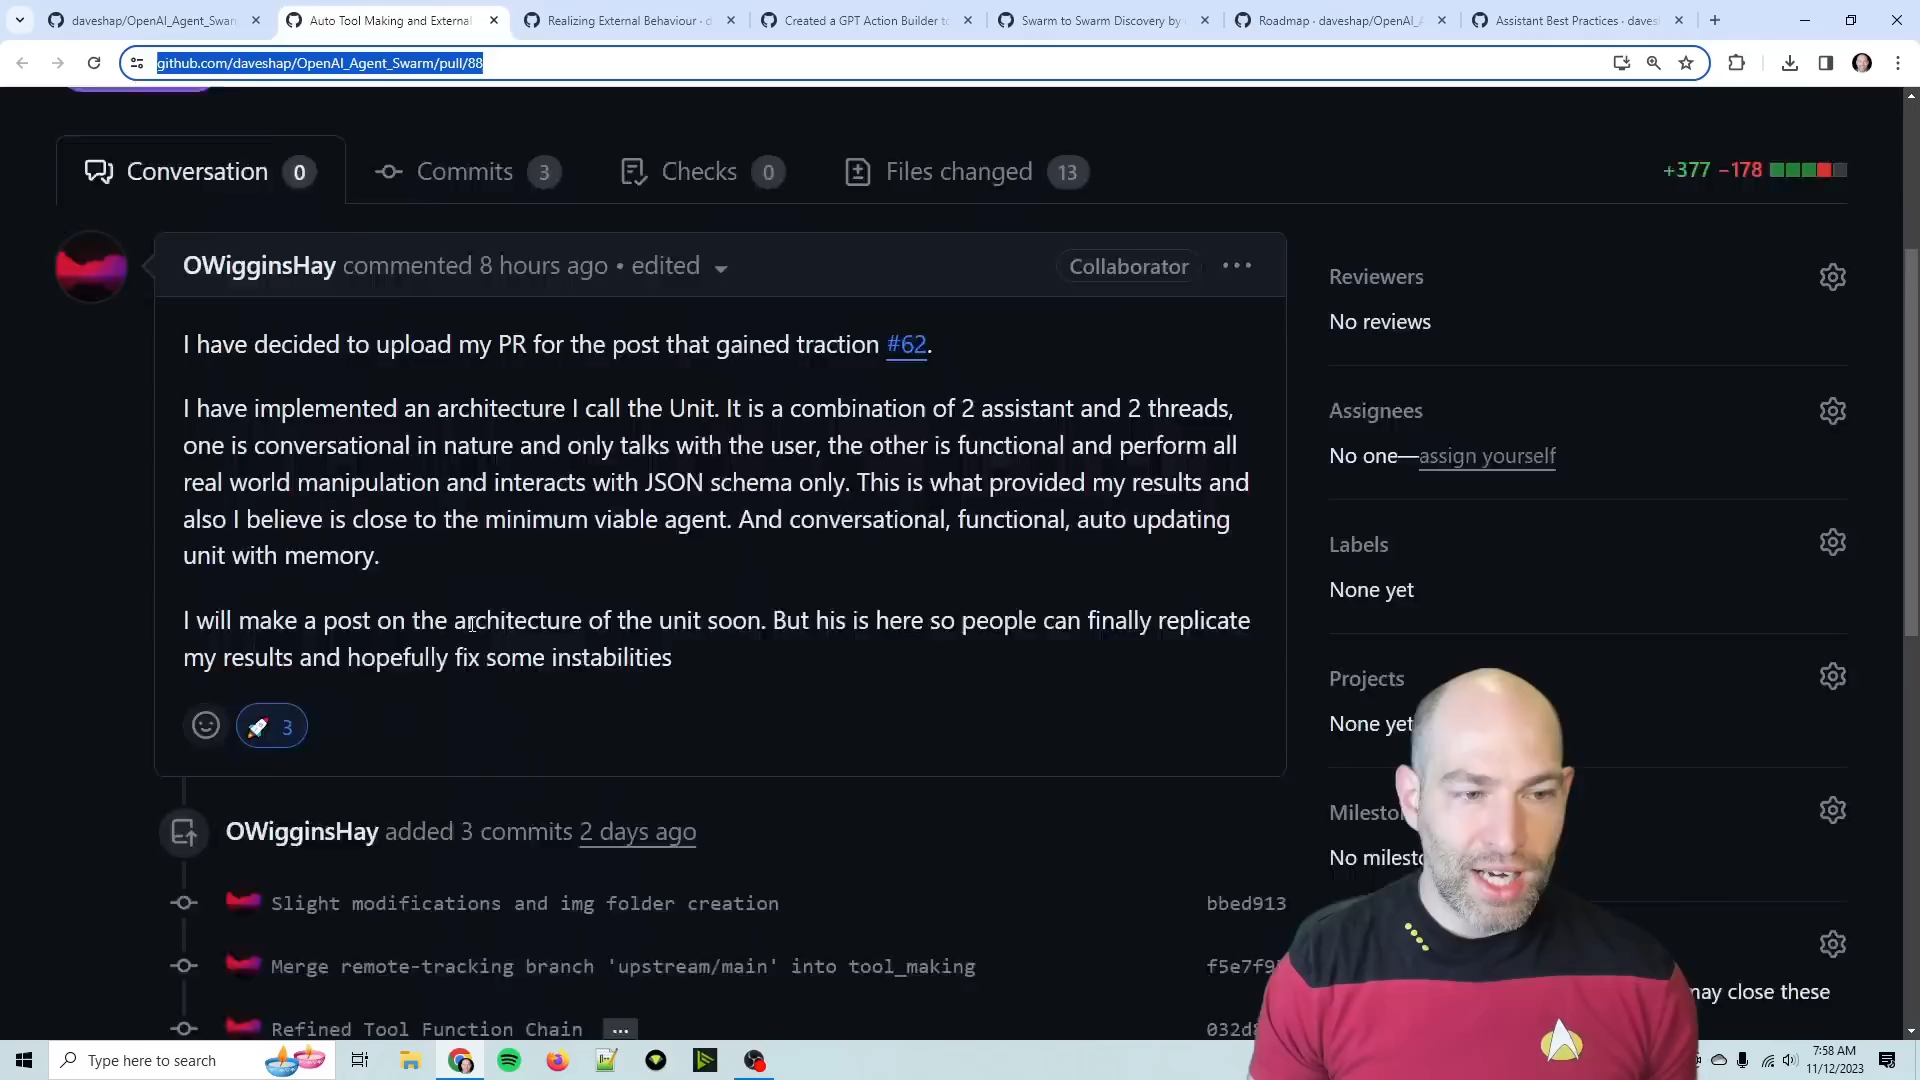 daveshap/OpenAI_Agent_Swar
Auto Tool Making and External
Realizing External Behaviour · d
Created a GPT Action Builder to
Swarm to Swarm Discovery by
Roadmap · daveshap/OpenAI_A
Assistant Best Practices · daves
github.com/daveshap/OpenAI_Agent_Swarm/pull/88
Conversation 0
Commits 3
Checks 0
Files changed 13
+377 −178
OWigginsHay commented 8 hours ago • edited
Collaborator
I have decided to upload my PR for the post that gained traction #62.
I have implemented an architecture I call the Unit. It is a combination of 2 assistant and 2 threads,
one is conversational in nature and only talks with the user, the other is functional and perform all
real world manipulation and interacts with JSON schema only. This is what provided my results and
also I believe is close to the minimum viable agent. And conversational, functional, auto updating
unit with memory.
I will make a post on the architecture of the unit soon. But his is here so people can finally replicate
my results and hopefully fix some instabilities
3
OWigginsHay added 3 commits 2 days ago
Slight modifications and img folder creation
bbed913
Merge remote-tracking branch 'upstream/main' into tool_making
f5e7f9
Refined Tool Function Chain ...
032d
Reviewers
No reviews
Assignees
No one—assign yourself
Labels
None yet
Projects
None yet
Milesto
No milesto
may close these
Type here to search
7:58 AM
11/12/2023